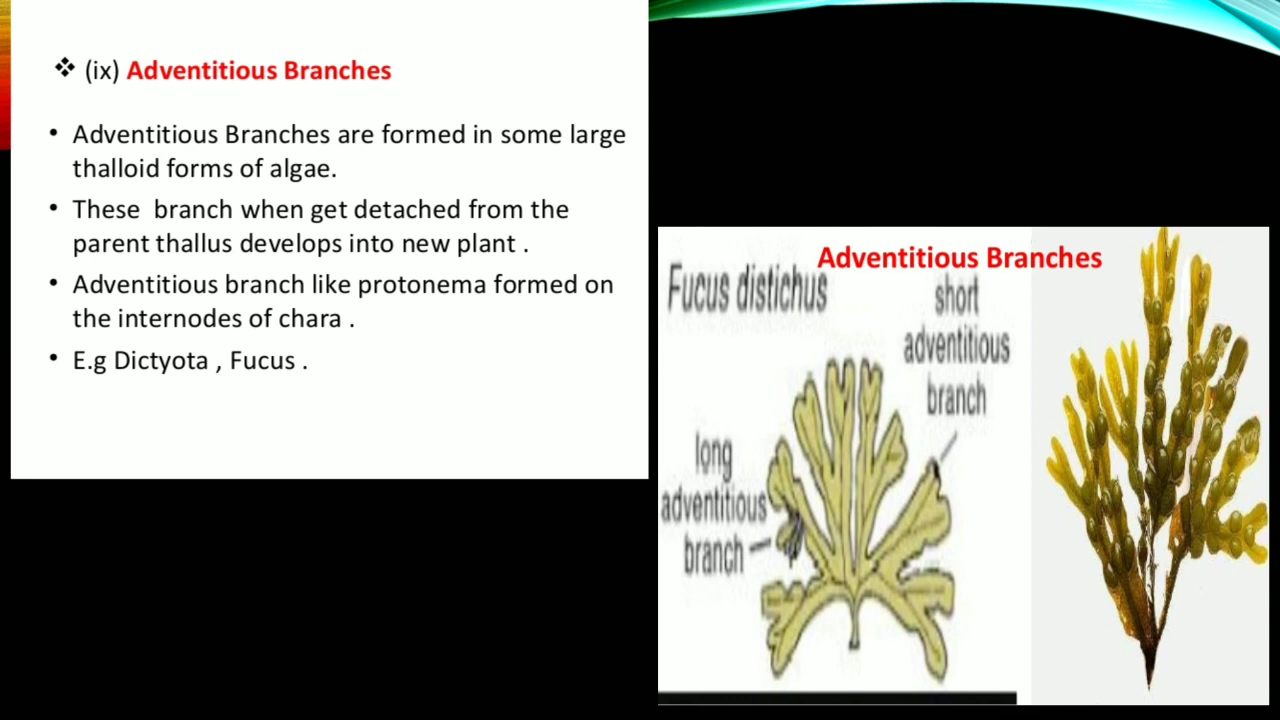 ❖ (ix) Adventitious Branches
• Adventitious Branches are formed in some large
thalloid forms of algae.
• These  branch when get detached from the
parent thallus develops into new plant .
• Adventitious branch like protonema formed on
the internodes of chara .
• E.g Dictyota , Fucus .
Adventitious Branches
Fucus distichus
short
adventitious
branch
long
adventitious
branch